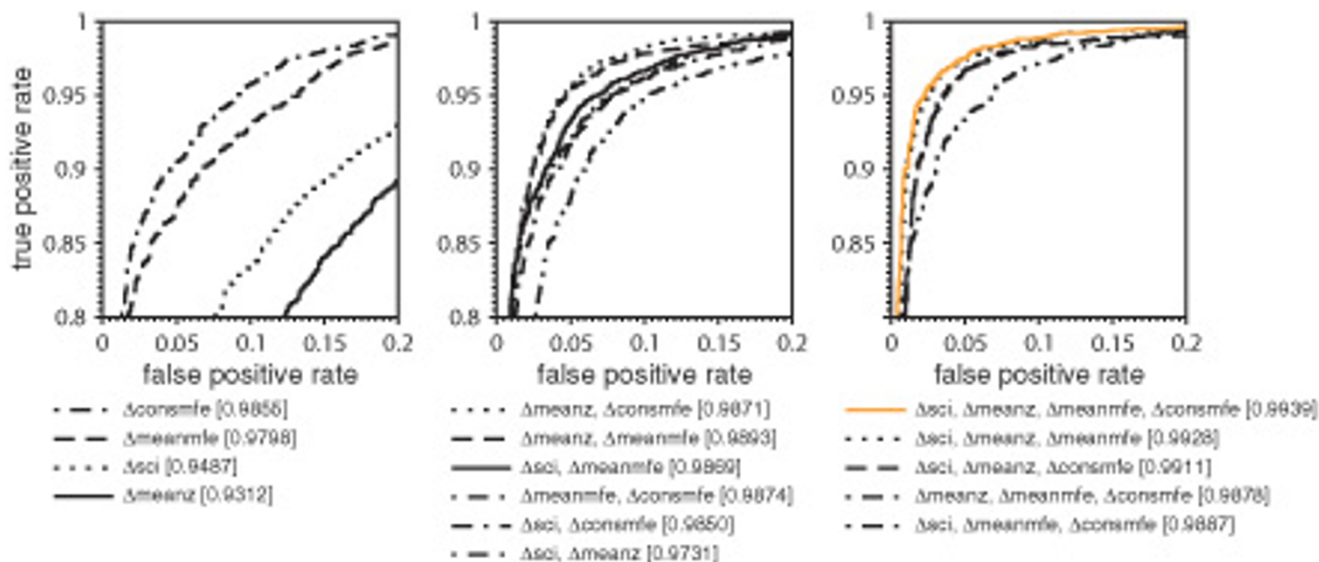 true positive rate
1
0.95
0.9
0.85
0.8
0 0.05 0.1 0.15 0.2
false positive rate
Δconsmfe [0.9855]
Δmeanmfe [0.9798]
Δsci [0.9487]
Δmeanz [0.9312]
1
0.95
0.9
0.85
0.8
0 0.05 0.1 0.15 0.2
false positive rate
Δmeanz, Δconsmfe [0.9871]
Δmeanz, Δmeanmfe [0.9893]
Δsci, Δmeanmfe [0.9869]
Δmeanmfe, Δconsmfe [0.9874]
Δsci, Δconsmfe [0.9850]
Δsci, Δmeanz [0.9731]
1
0.95
0.9
0.85
0 0.05 0.1 0.15 0.2
false positive rate
Δsci, Δmeanz, Δmeanmfe, Δconsmfe [0.9939]
Δsci, Δmeanz, Δmeanmfe [0.9928]
Δsci, Δmeanz, Δconsmfe [0.9911]
Δmeanz, Δmeanmfe, Δconsmfe [0.9878]
Δsci, Δmeanmfe, Δconsmfe [0.9887]